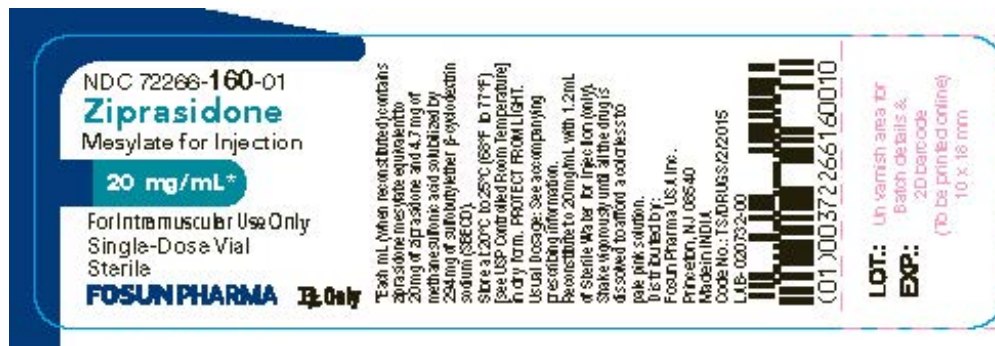 NDC 72266-160-01
Ziprasidone
Mesylate for Injection
20 mg/mL*
For Intramuscular Use Only
Single-Dose Vial
Sterile
FOSUN PHARMA Rx Only
*Each mL (when reconstituted) contains
ziprasidone mesylate equivalent to
20 mg of ziprasidone and 4.7 mg of
methanesulfonic acid solubilized by
294 mg of sulfobutylether β-cyclodextrin
sodium (SBECD).
Store at 20°C to 25°C (68°F to 77°F)
[see USP Controlled Room Temperature]
in dry form. PROTECT FROM LIGHT.
Usual Dosage: See accompanying
prescribing information.
Reconstitute to 20 mg/mL with 1.2 mL
of Sterile Water for Injection (only).
Shake vigorously until all the drug is
dissolved to afford a colorless to
pale pink solution.
Distributed by:
Fosun Pharma USA Inc.
Princeton, NJ 08540
Made in INDIA
Code No.: TS/DRUGS/22/2015
LAB-020732-00
(01)00372266160010
LOT.:
EXP.:
Un varnish area for
Batch details &
2D barcode
(To be printed online)
10 x 18 mm